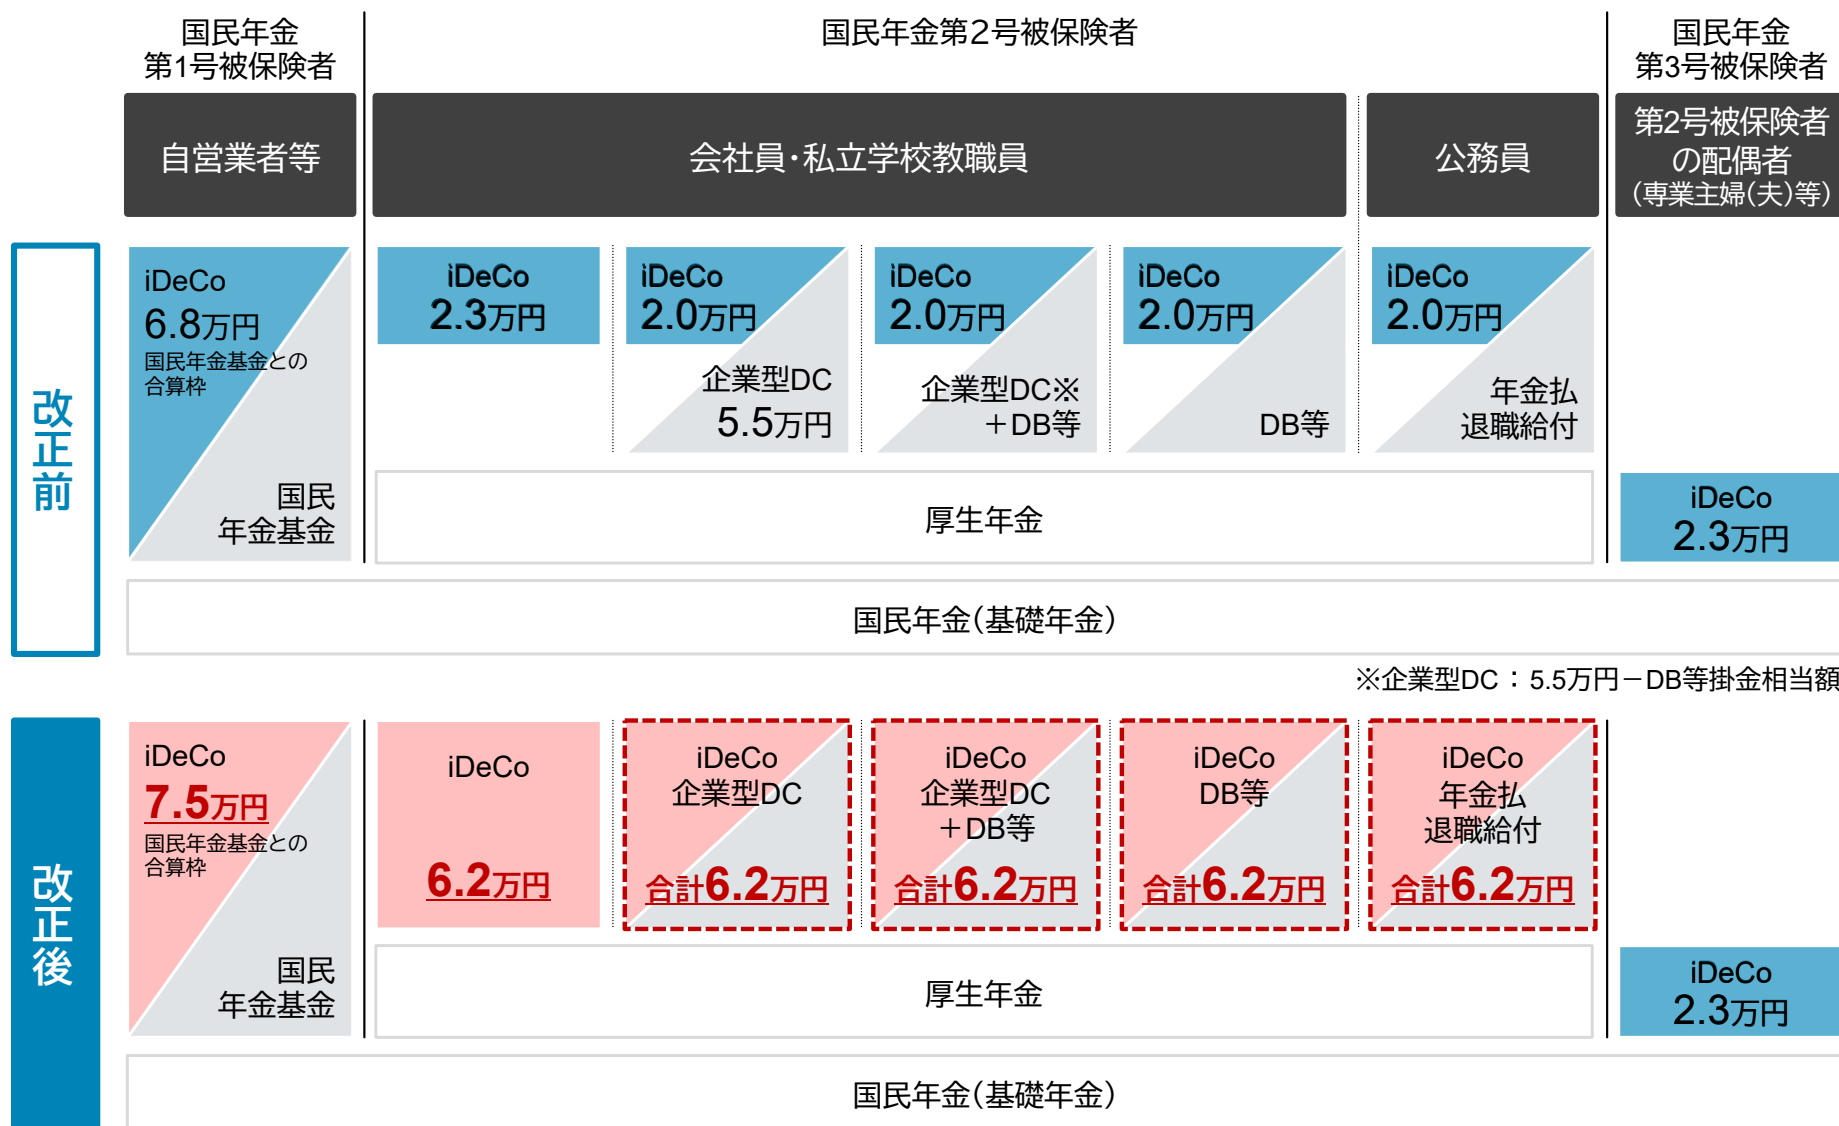 国民年金
第1号被保険者
国民年金第2号被保険者
国民年金
第3号被保険者
自営業者等
会社員・私立学校教職員
公務員
第2号被保険者
の配偶者
（専業主婦（夫）等）
改正前
iDeCo
6.8万円
国民年金基金との
合算枠
国民
年金基金
iDeCo
2.3万円
iDeCo
2.0万円
企業型DC
5.5万円
iDeCo
2.0万円
企業型DC※
＋DB等
iDeCo
2.0万円
DB等
iDeCo
2.0万円
年金払
退職給付
厚生年金
iDeCo
2.3万円
国民年金（基礎年金）
※企業型DC：5.5万円－DB等掛金相当額
改正後
iDeCo
7.5万円
国民年金基金との
合算枠
国民
年金基金
iDeCo
6.2万円
iDeCo
企業型DC
合計6.2万円
iDeCo
企業型DC
＋DB等
合計6.2万円
iDeCo
DB等
合計6.2万円
iDeCo
年金払
退職給付
合計6.2万円
厚生年金
iDeCo
2.3万円
国民年金（基礎年金）